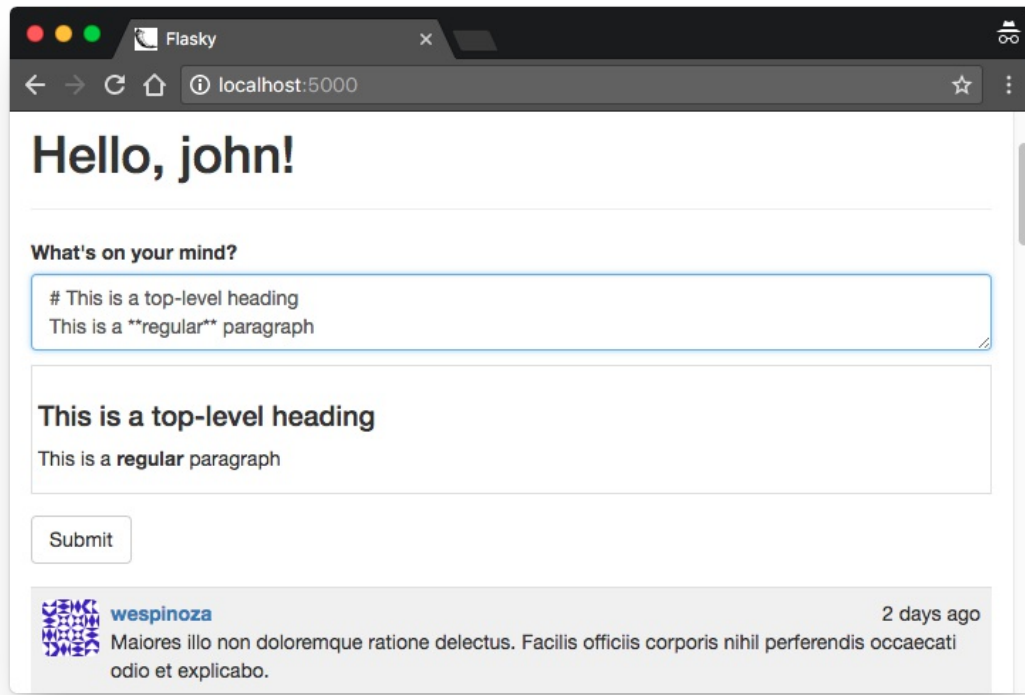 Flasky
localhost:5000
Hello, john!
What's on your mind?
# This is a top-level heading
This is a **regular** paragraph
This is a top-level heading
This is a regular paragraph
Submit
wespinoza 2 days ago
Maiores illo non doloremque ratione delectus. Facilis officiis corporis nihil perferendis occaecati
odio et explicabo.